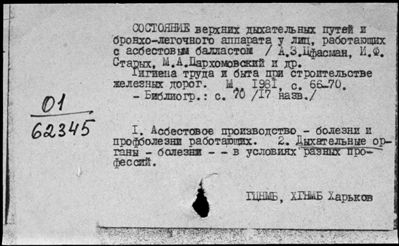 СОСТОЯНИЕ верхних дыхательных путей и
бронхо-легочного аппарата у лиц, работающих
с асбестовым балластом / А.З.Цфасман, И.Ф.
Старых, М.А.Пархомовский и др.
Гигиена труда и быта при строительстве
железных дорог. М., 1981, с. 66-70.
- Библиогр.: с. 70 /17 назв./
01
62345
I. Асбестовое производство - болезни и
профболезни работающих. 2. Дыхательные ор-
ганы - болезни - - в условиях разных про-
фессий.
ГЦНМБ, ХГНМБ Харьков